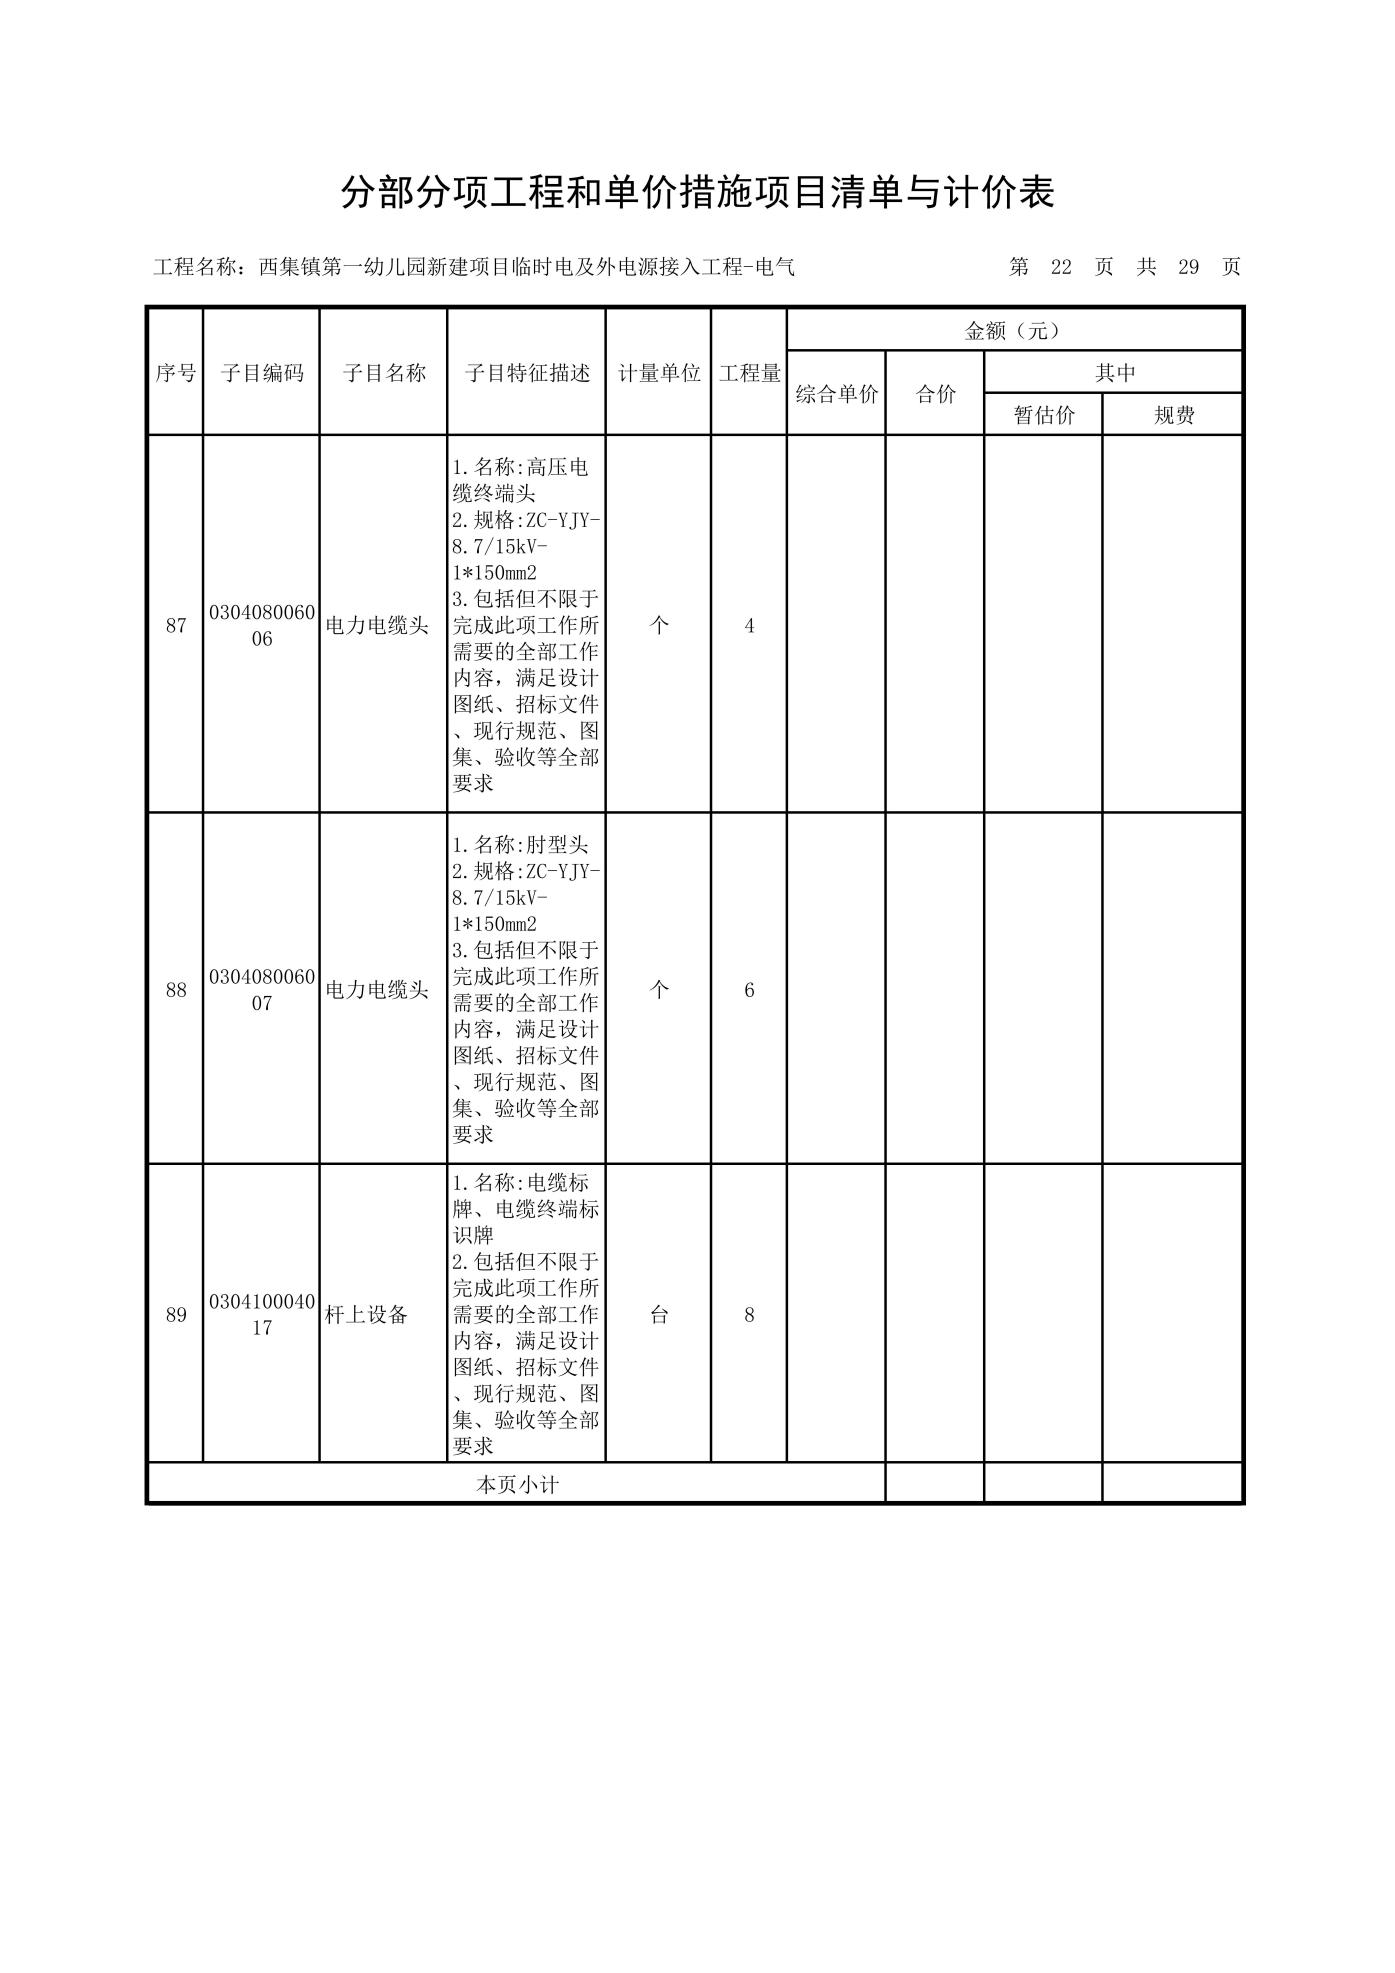 分部分项工程和单价措施项目清单与计价表
工程名称：西集镇第一幼儿园新建项目临时电及外电源接入工程-电气
第 22 页 共 29 页
序号 子目编码 子目名称 子目特征描述 计量单位 工程量
金额（元）
综合单价 合价
其中
暂估价 规费
87
0304080060
06
电力电缆头
1.名称:高压电
缆终端头
2.规格:ZC-YJY-
8.7/15kV-
1*150mm2
3.包括但不限于
完成此项工作所
需要的全部工作
内容，满足设计
图纸、招标文件
、现行规范、图
集、验收等全部
要求
个
4
88
0304080060
07
电力电缆头
1.名称:肘型头
2.规格:ZC-YJY-
8.7/15kV-
1*150mm2
3.包括但不限于
完成此项工作所
需要的全部工作
内容，满足设计
图纸、招标文件
、现行规范、图
集、验收等全部
要求
个
6
89
0304100040
17
杆上设备
1.名称:电缆标
牌、电缆终端标
识牌
2.包括但不限于
完成此项工作所
需要的全部工作
内容，满足设计
图纸、招标文件
、现行规范、图
集、验收等全部
要求
台
8
本页小计